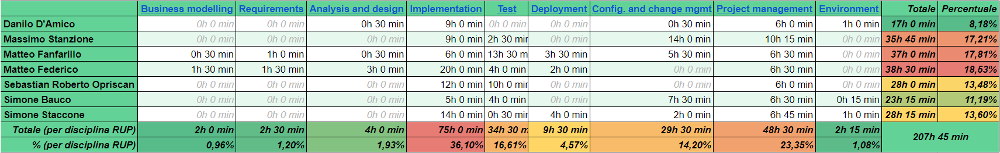 Business modelling Requirements Analysis and design Implementation Test Deployment Config. and change mgmt Project management Environment Totale Percentuale
Danilo D'Amico 0h 0 min 0h 0 min 0h 30 min 9h 0 min 0h 0 min 0h 0 min 0h 30 min 6h 0 min 1h 0 min 17h 0 min 8,18%
Massimo Stanzione 0h 0 min 0h 0 min 0h 0 min 9h 0 min 2h 30 min 0h 0 min 14h 0 min 10h 15 min 0h 0 min 35h 45 min 17,21%
Matteo Fanfarillo 0h 30 min 1h 0 min 0h 30 min 6h 0 min 13h 30 m 3h 30 min 5h 30 min 6h 30 min 0h 0 min 37h 0 min 17,81%
Matteo Federico 1h 30 min 1h 30 min 3h 0 min 20h 0 min 4h 0 min 2h 0 min 0h 0 min 6h 30 min 0h 0 min 38h 30 min 18,53%
Sebastian Roberto Opriscan 0h 0 min 0h 0 min 0h 0 min 12h 0 min 10h 0 min 0h 0 min 0h 0 min 6h 0 min 0h 0 min 28h 0 min 13,48%
Simone Bauco 0h 0 min 0h 0 min 0h 0 min 5h 0 min 4h 0 min 0h 0 min 7h 30 min 6h 30 min 0h 15 min 23h 15 min 11,19%
Simone Staccone 0h 0 min 0h 0 min 0h 0 min 14h 0 min 0h 30 min 4h 0 min 2h 0 min 6h 45 min 1h 0 min 28h 15 min 13,60%
Totale (per disciplina RUP) 2h 0 min 2h 30 min 4h 0 min 75h 0 min 34h 30 m 9h 30 min 29h 30 min 48h 30 min 2h 15 min 207h 45 min
% (per disciplina RUP) 0,96% 1,20% 1,93% 36,10% 16,61% 4,57% 14,20% 23,35% 1,08%